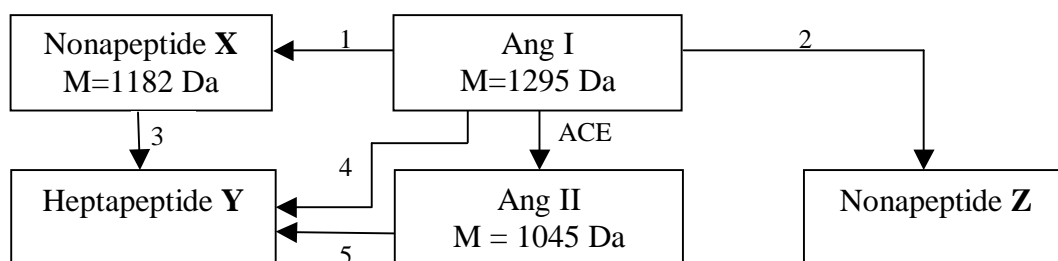 Nonapeptide X
M=1182 Da
1
Ang I
M=1295 Da
2
3
4
ACE
Heptapeptide Y
5
Ang II
M = 1045 Da
Nonapeptide Z